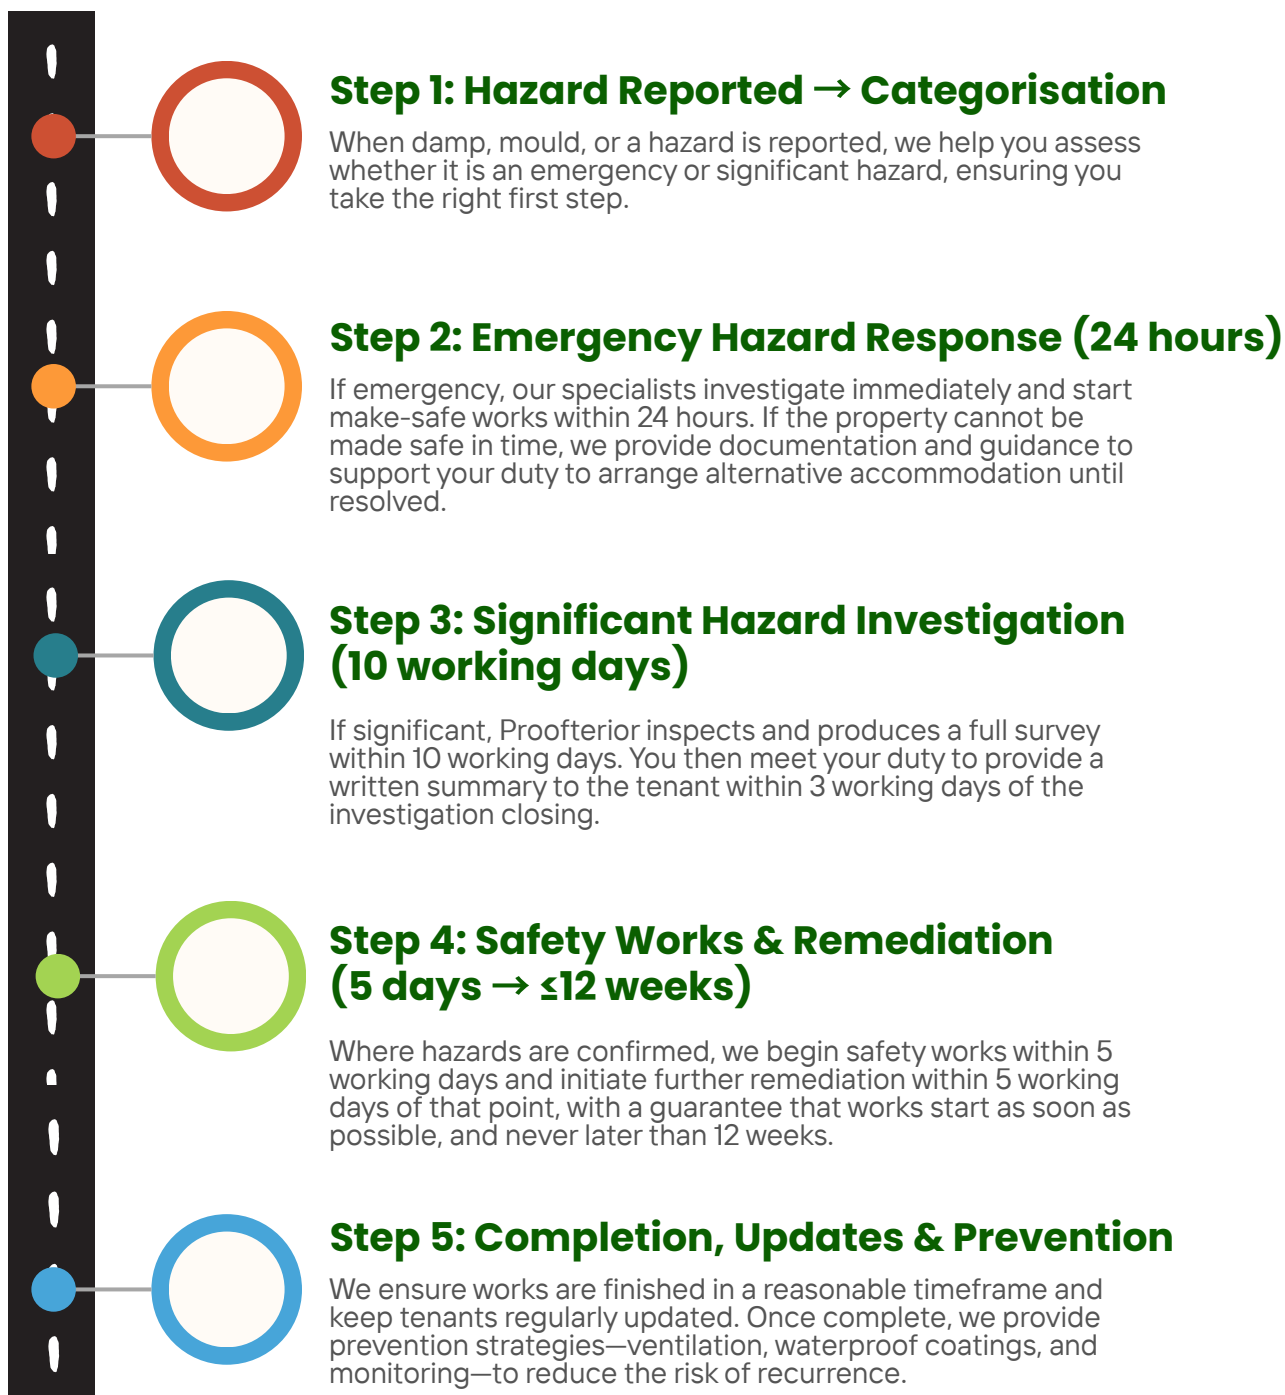 Step 1: Hazard Reported → Categorisation
When damp, mould, or a hazard is reported, we help you assess
whether it is an emergency or significant hazard, ensuring you
take the right first step.
Step 2: Emergency Hazard Response (24 hours)
If emergency, our specialists investigate immediately and start
make-safe works within 24 hours. If the property cannot be
made safe in time, we provide documentation and guidance to
support your duty to arrange alternative accommodation until
resolved.
Step 3: Significant Hazard Investigation
(10 working days)
If significant, Proofterior inspects and produces a full survey
within 10 working days. You then meet your duty to provide a
written summary to the tenant within 3 working days of the
investigation closing.
Step 4: Safety Works & Remediation
(5 days → ≤12 weeks)
Where hazards are confirmed, we begin safety works within 5
working days and initiate further remediation within 5 working
days of that point, with a guarantee that works start as soon as
possible, and never later than 12 weeks.
Step 5: Completion, Updates & Prevention
We ensure works are finished in a reasonable timeframe and
keep tenants regularly updated. Once complete, we provide
prevention strategies—ventilation, waterproof coatings, and
monitoring—to reduce the risk of recurrence.